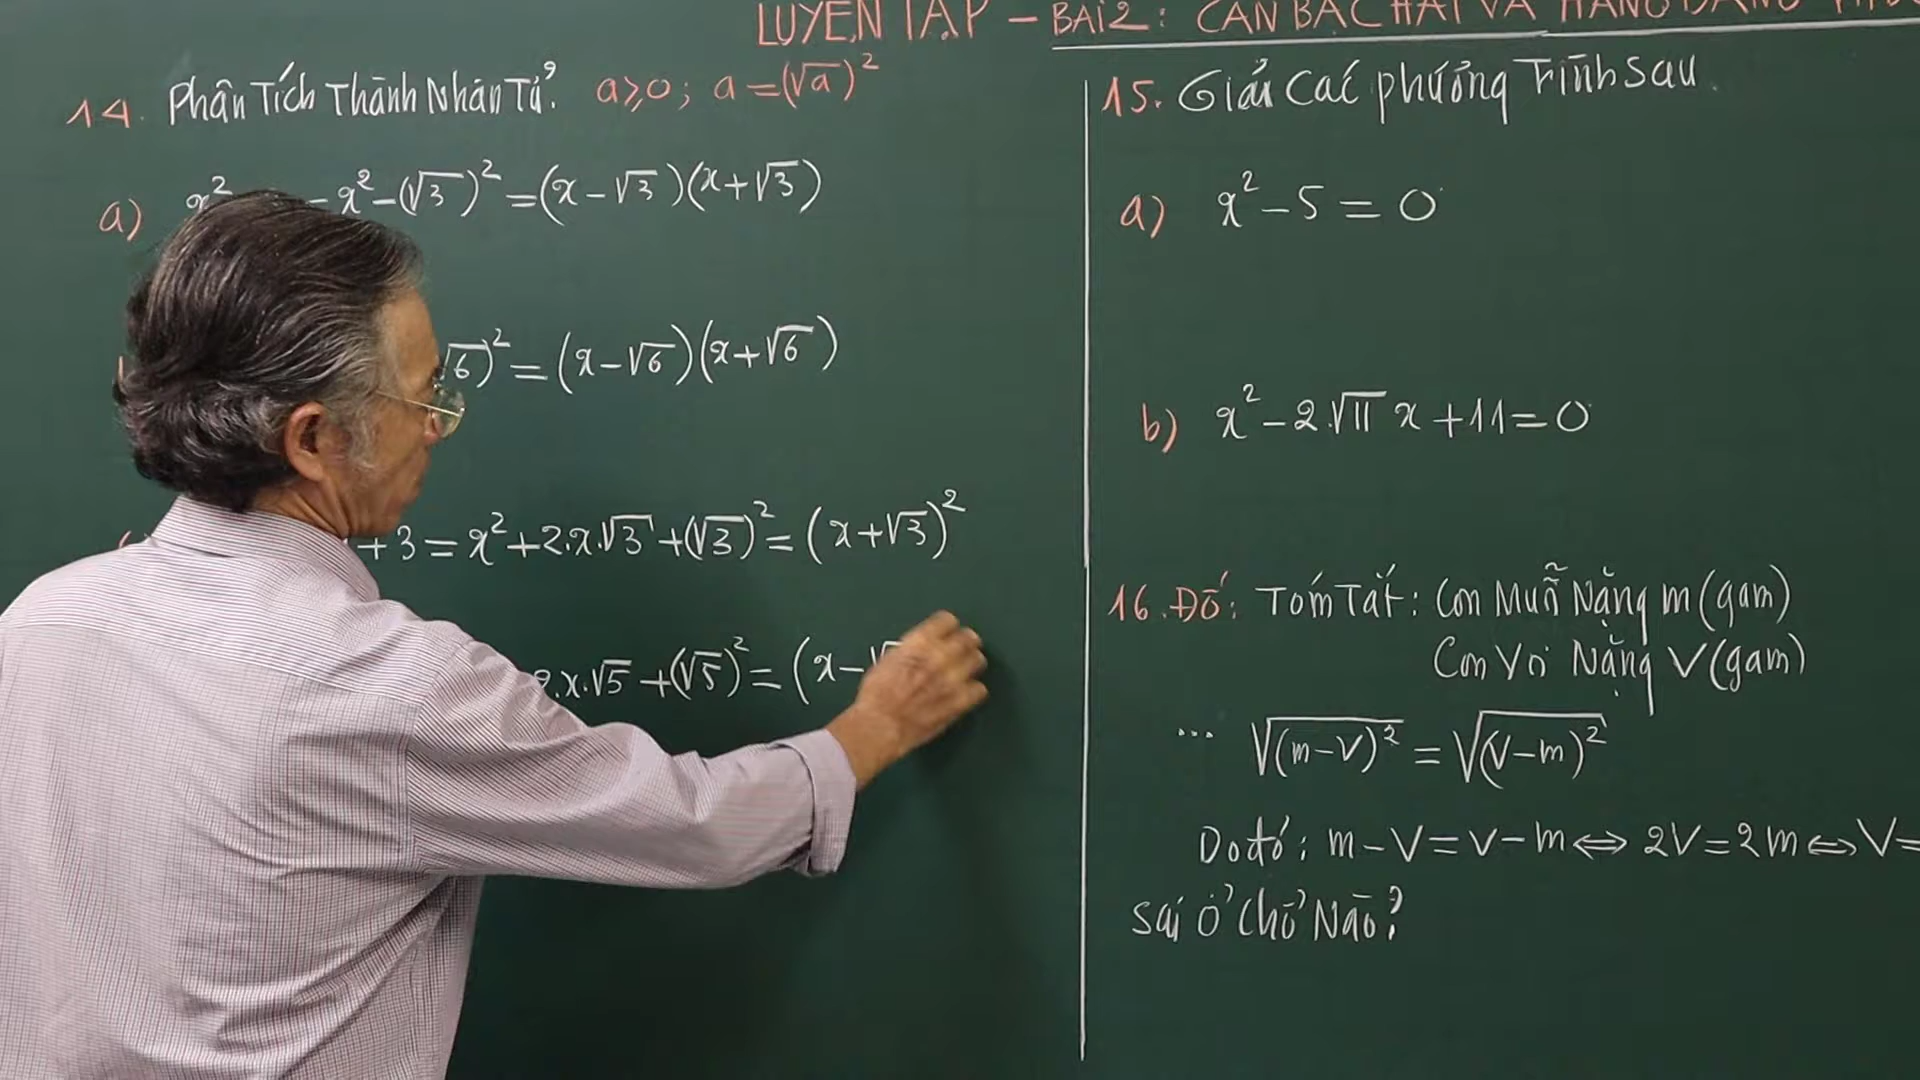 LUYỆN TẬP - BÀI 2: CĂN BẬC HAI VÀ HẰNG ĐẲNG
14. Phân Tích Thành Nhân Tử? a≥0; a=(√a)²
a) x² - x²-(√3)²=(x-√3)(x+√3)
√6)²=(x-√6)(x+√6)
+3=x²+2.x.√3+(√3)²=(x+√3)²
2.x.√5+(√5)²=(x-√
15. Giải các phương Trình sau.
a) x²-5=0
b) x²-2.√11 x+11=0
16. Đố: Tóm Tắt: Con Muỗi Nặng m(gam)
Con Voi Nặng V(gam)
... √(m-V)² = √(V-m)²
Do đó: m-V=V-m⇔2V=2m⇔V=
Sai Ở Chỗ Nào?